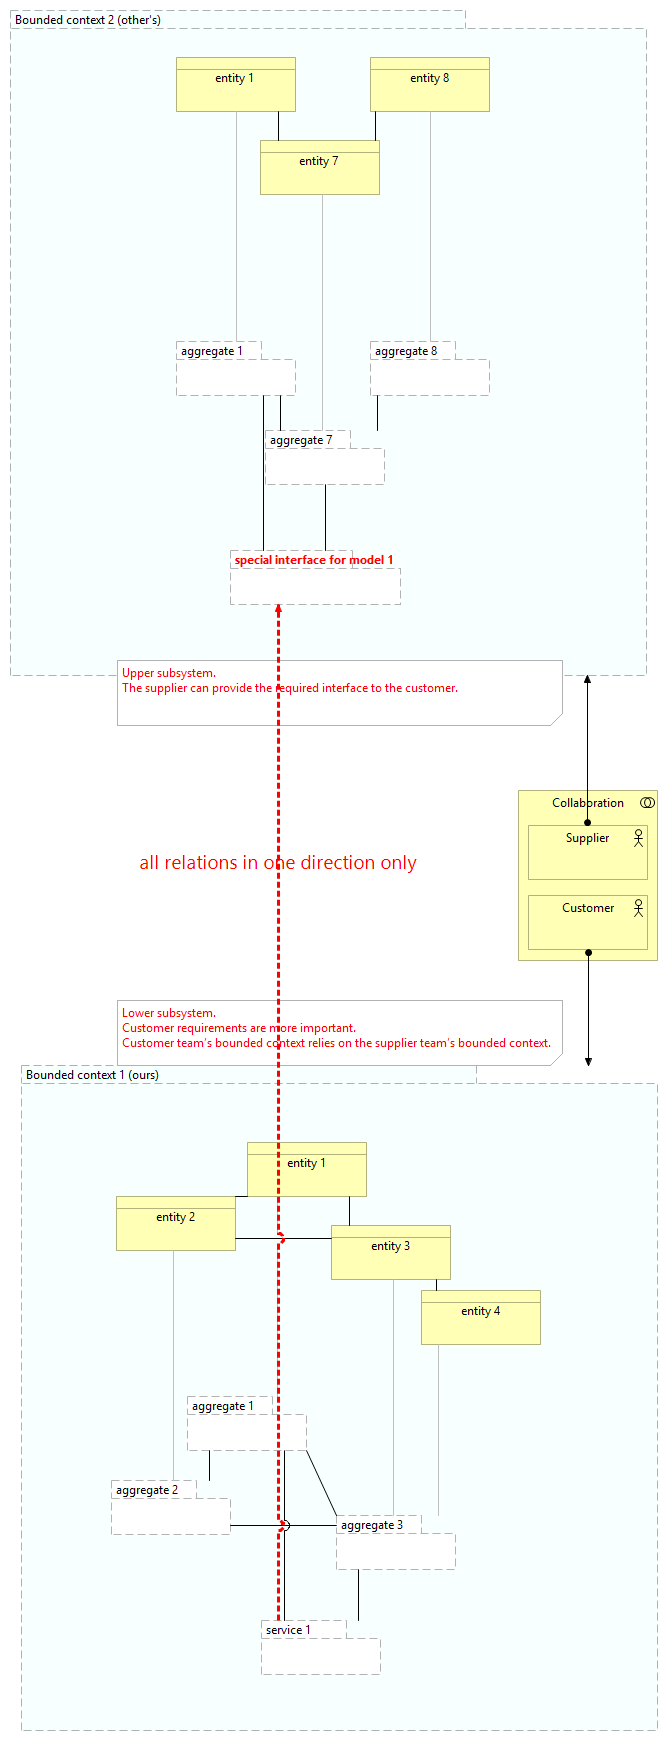 Bounded context 2 (other's)
entity 1
entity 8
entity 7
aggregate 1
aggregate 8
aggregate 7
special interface for model 1
Upper subsystem.
The supplier can provide the required interface to the customer.
Collaboration
Supplier
all relations in one direction only
Customer
Lower subsystem.
Customer requirements are more important.
Customer team's bounded context relies on the supplier team's bounded context.
Bounded context 1 (ours)
entity 1
entity 2
entity 3
entity 4
aggregate 1
aggregate 2
aggregate 3
service 1